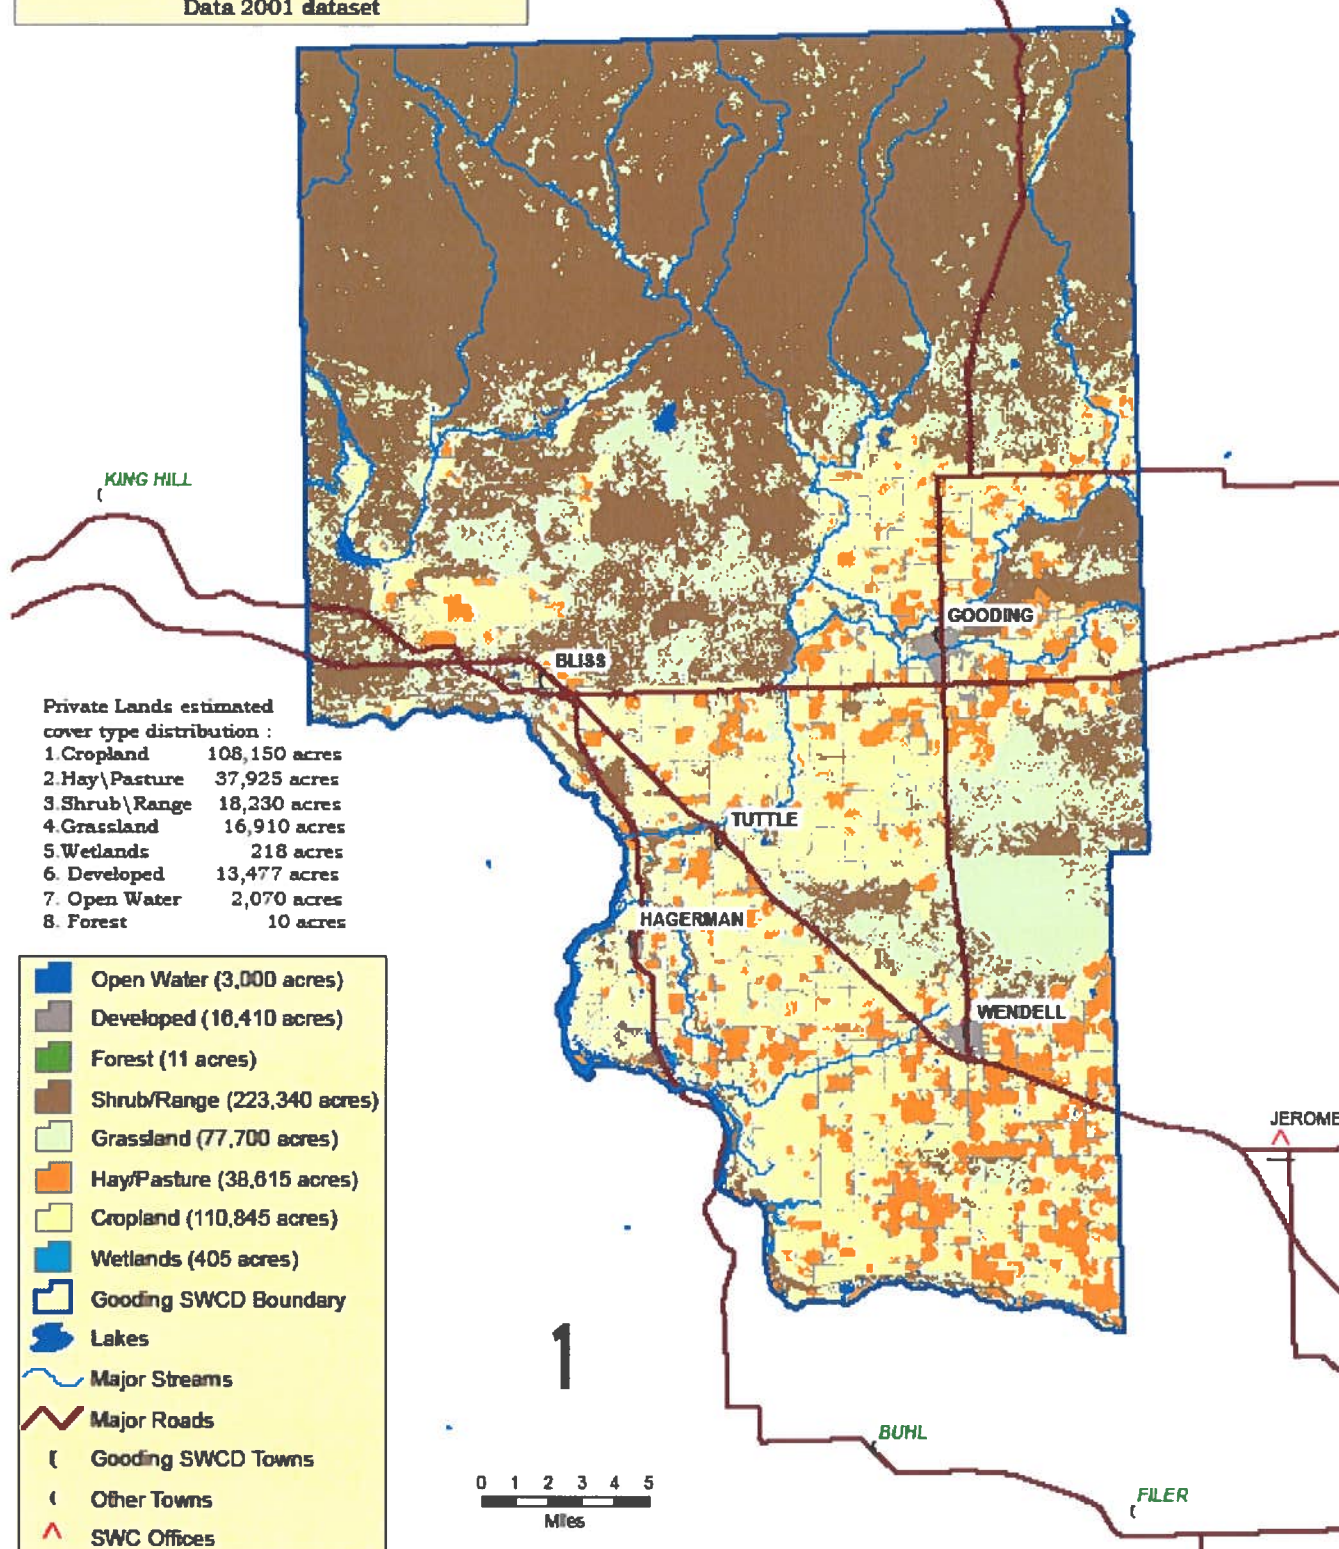 Data 2001 dataset
KING HILL
GOODING
BLISS
Private Lands estimated
cover type distribution :
1.Cropland 108,150 acres
2.Hay\Pasture 37,925 acres
3.Shrub\Range 18,230 acres
4.Grassland 16,910 acres
5.Wetlands 218 acres
6. Developed 13,477 acres
7. Open Water 2,070 acres
8. Forest 10 acres
TUTTLE
HAGERMAN
WENDELL
JEROME
Open Water (3,000 acres)
Developed (16,410 acres)
Forest (11 acres)
Shrub/Range (223,340 acres)
Grassland (77,700 acres)
Hay/Pasture (38,615 acres)
Cropland (110,845 acres)
Wetlands (405 acres)
Gooding SWCD Boundary
Lakes
Major Streams
Major Roads
Gooding SWCD Towns
Other Towns
SWC Offices
1
BUHL
FILER
0 1 2 3 4 5
Miles